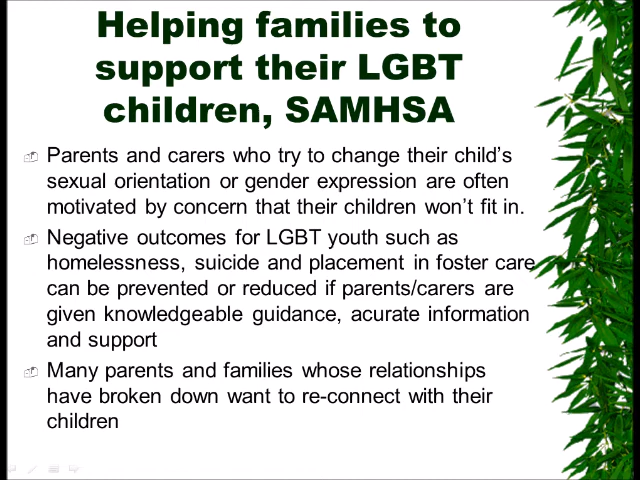 Helping families to
support their LGBT
children, SAMHSA
Parents and carers who try to change their child's
sexual orientation or gender expression are often
motivated by concern that their children won't fit in.
Negative outcomes for LGBT youth such as
homelessness, suicide and placement in foster care
can be prevented or reduced if parents/carers are
given knowledgeable guidance, acurate information
and support
Many parents and families whose relationships
have broken down want to re-connect with their
children